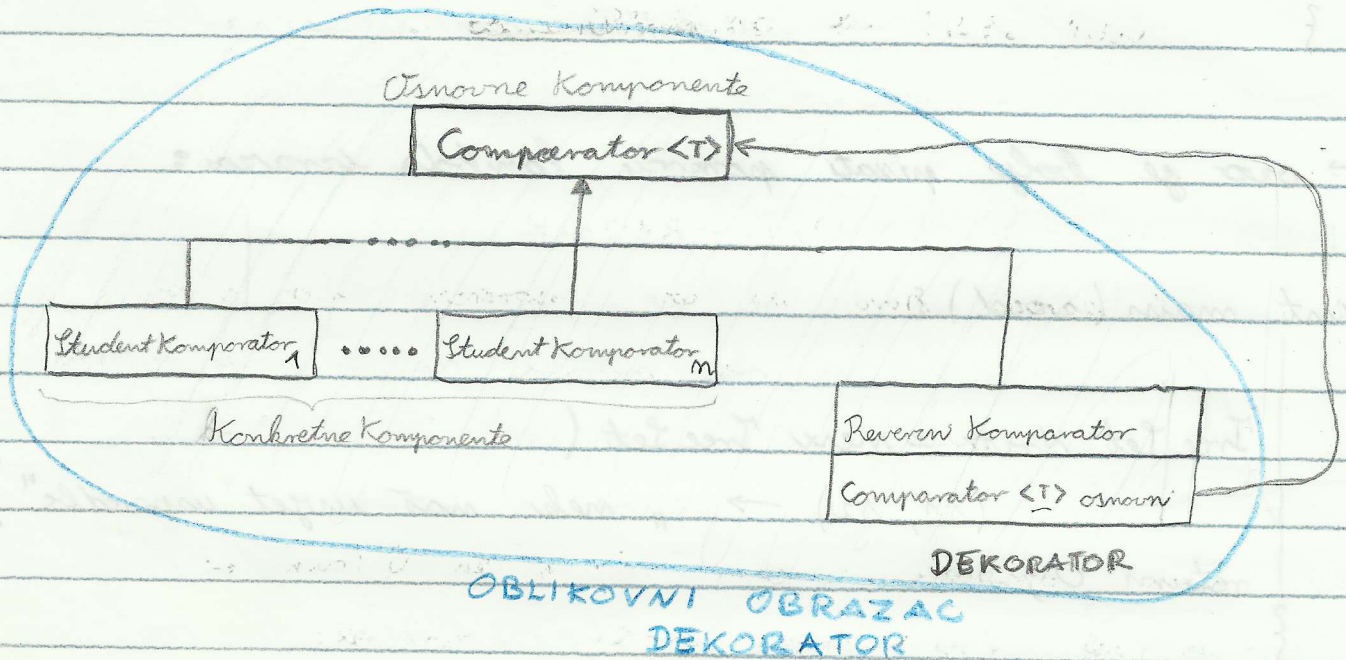 Osnovne Komponente
Comparator <T>
Student Komporator 1 ..... Student Komporator n
Konkretne Komponente
Reverzni Komparator
Comparator <T> osnovni
DEKORATOR
OBLIKOVNI OBRAZAC
DEKORATOR